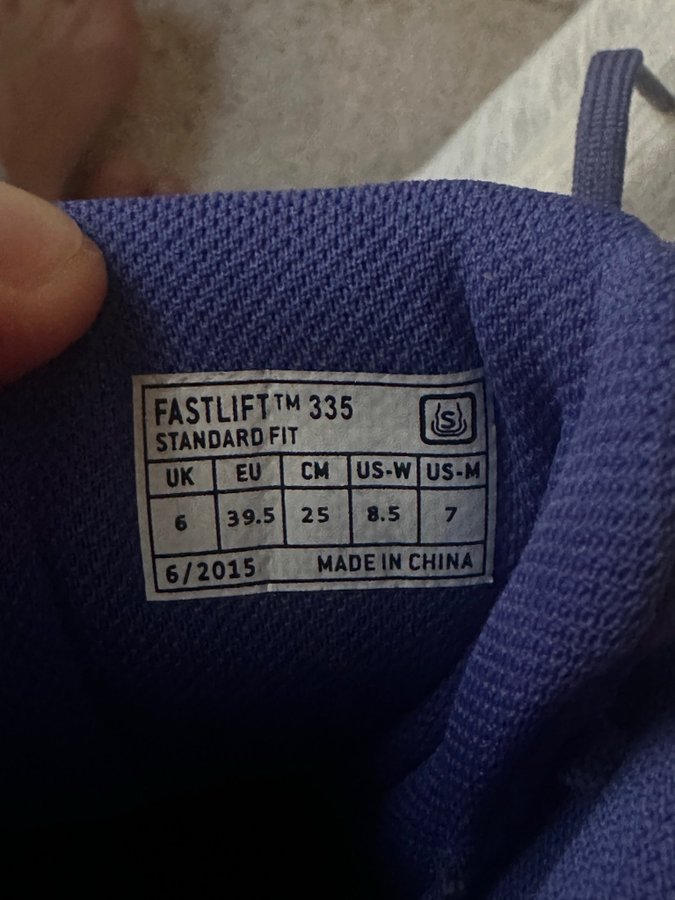 FASTLIFT™ 335
STANDARD FIT
S
UK EU CM US-W US-M
6 39.5 25 8.5 7
6/2015 MADE IN CHINA